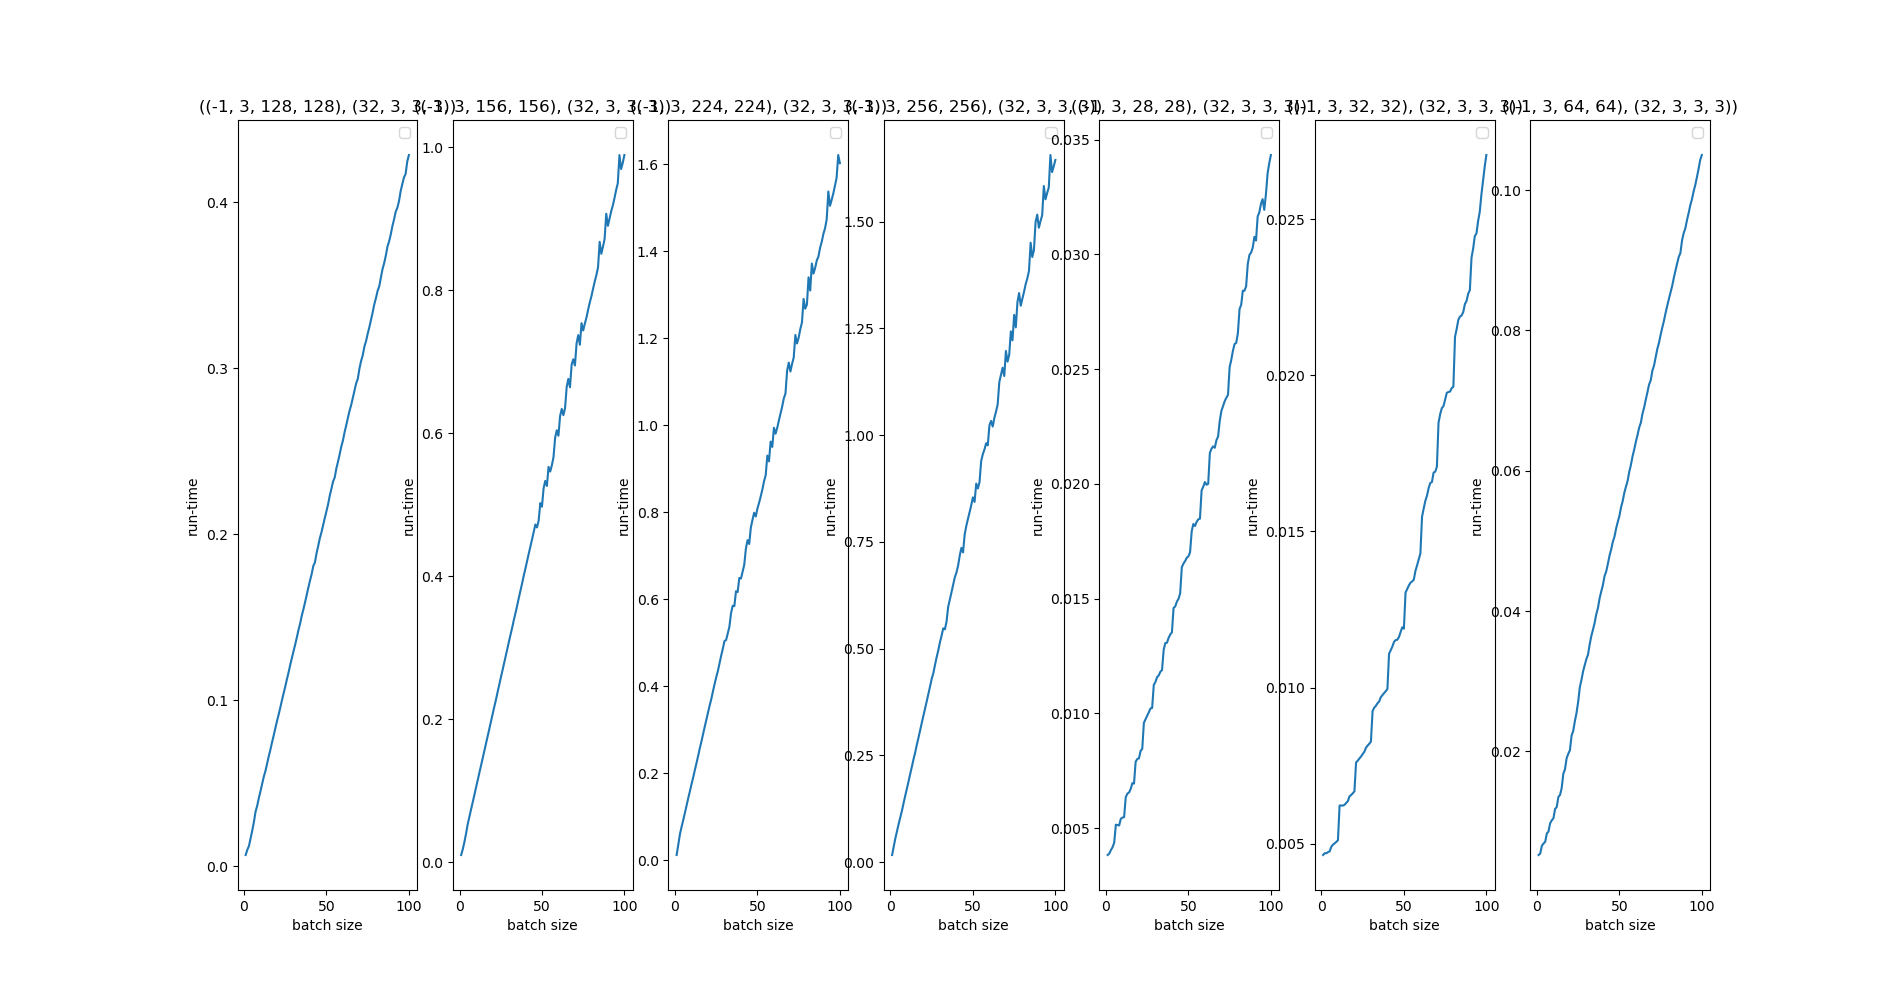 ((-1, 3, 128, 128), (32, 3, 3, 3))
((-1, 3, 156, 156), (32, 3, 3, 3))
((-1, 3, 224, 224), (32, 3, 3, 3))
((-1, 3, 256, 256), (32, 3, 3, 3))
((-1, 3, 28, 28), (32, 3, 3, 3))
((-1, 3, 32, 32), (32, 3, 3, 3))
((-1, 3, 64, 64), (32, 3, 3, 3))
run-time
0.4
0.3
0.2
0.1
0.0
0 50 100
batch size
run-time
1.0
0.8
0.6
0.4
0.2
0.0
0 50 100
batch size
run-time
1.6
1.4
1.2
1.0
0.8
0.6
0.4
0.2
0.0
0 50 100
batch size
run-time
1.50
1.25
1.00
0.75
0.50
0.25
0.00
0 50 100
batch size
run-time
0.035
0.030
0.025
0.020
0.015
0.010
0.005
0 50 100
batch size
run-time
0.025
0.020
0.015
0.010
0.005
0 50 100
batch size
run-time
0.10
0.08
0.06
0.04
0.02
0 50 100
batch size